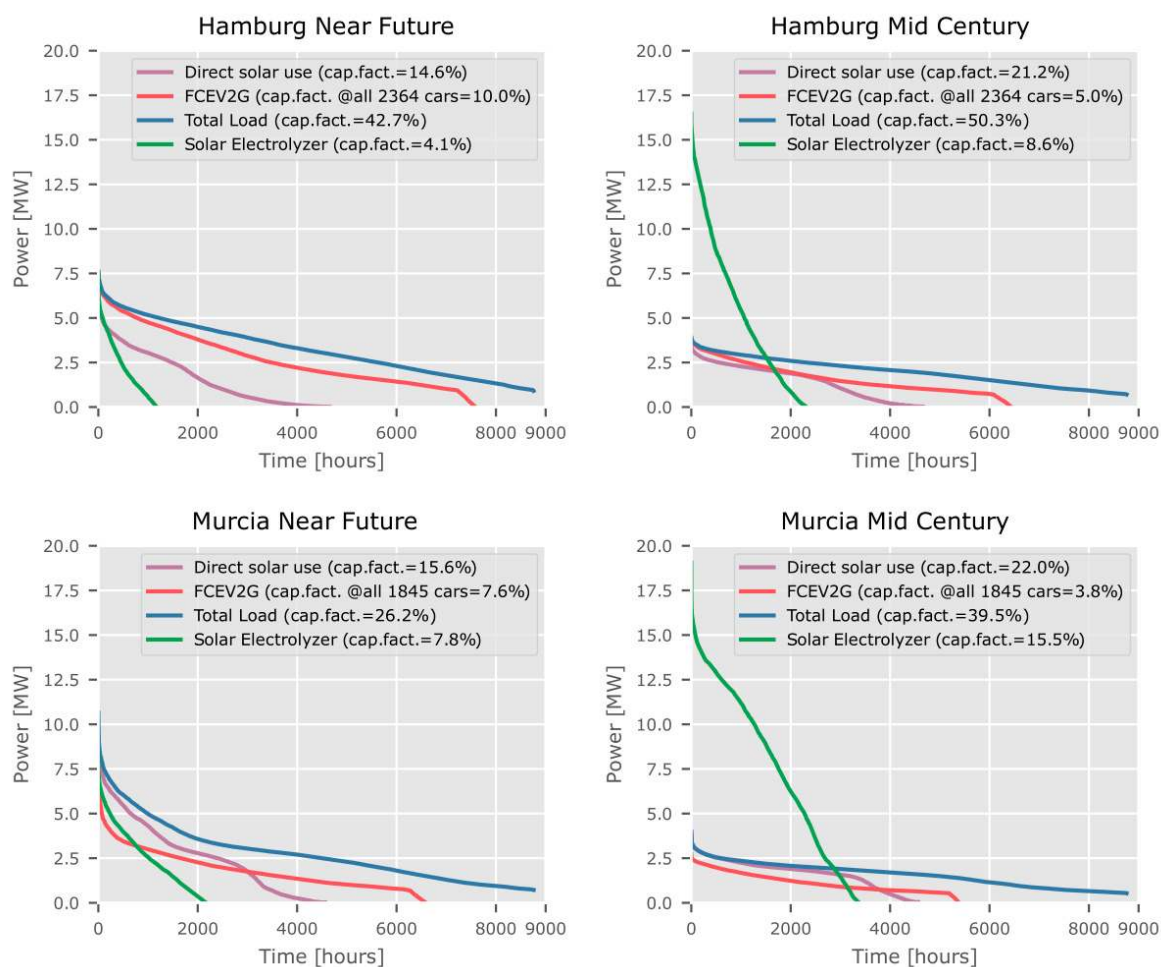 Hamburg Near Future
20.0
17.5
15.0
12.5
10.0
7.5
5.0
2.5
0.0
Power [MW]
Direct solar use (cap.fact.=14.6%)
FCEV2G (cap.fact. @all 2364 cars=10.0%)
Total Load (cap.fact.=42.7%)
Solar Electrolyzer (cap.fact.=4.1%)
0 2000 4000 6000 8000 9000
Time [hours]
Hamburg Mid Century
20.0
17.5
15.0
12.5
10.0
7.5
5.0
2.5
0.0
Power [MW]
Direct solar use (cap.fact.=21.2%)
FCEV2G (cap.fact. @all 2364 cars=5.0%)
Total Load (cap.fact.=50.3%)
Solar Electrolyzer (cap.fact.=8.6%)
0 2000 4000 6000 8000 9000
Time [hours]
Murcia Near Future
20.0
17.5
15.0
12.5
10.0
7.5
5.0
2.5
0.0
Power [MW]
Direct solar use (cap.fact.=15.6%)
FCEV2G (cap.fact. @all 1845 cars=7.6%)
Total Load (cap.fact.=26.2%)
Solar Electrolyzer (cap.fact.=7.8%)
0 2000 4000 6000 8000 9000
Time [hours]
Murcia Mid Century
20.0
17.5
15.0
12.5
10.0
7.5
5.0
2.5
0.0
Power [MW]
Direct solar use (cap.fact.=22.0%)
FCEV2G (cap.fact. @all 1845 cars=3.8%)
Total Load (cap.fact.=39.5%)
Solar Electrolyzer (cap.fact.=15.5%)
0 2000 4000 6000 8000 9000
Time [hours]